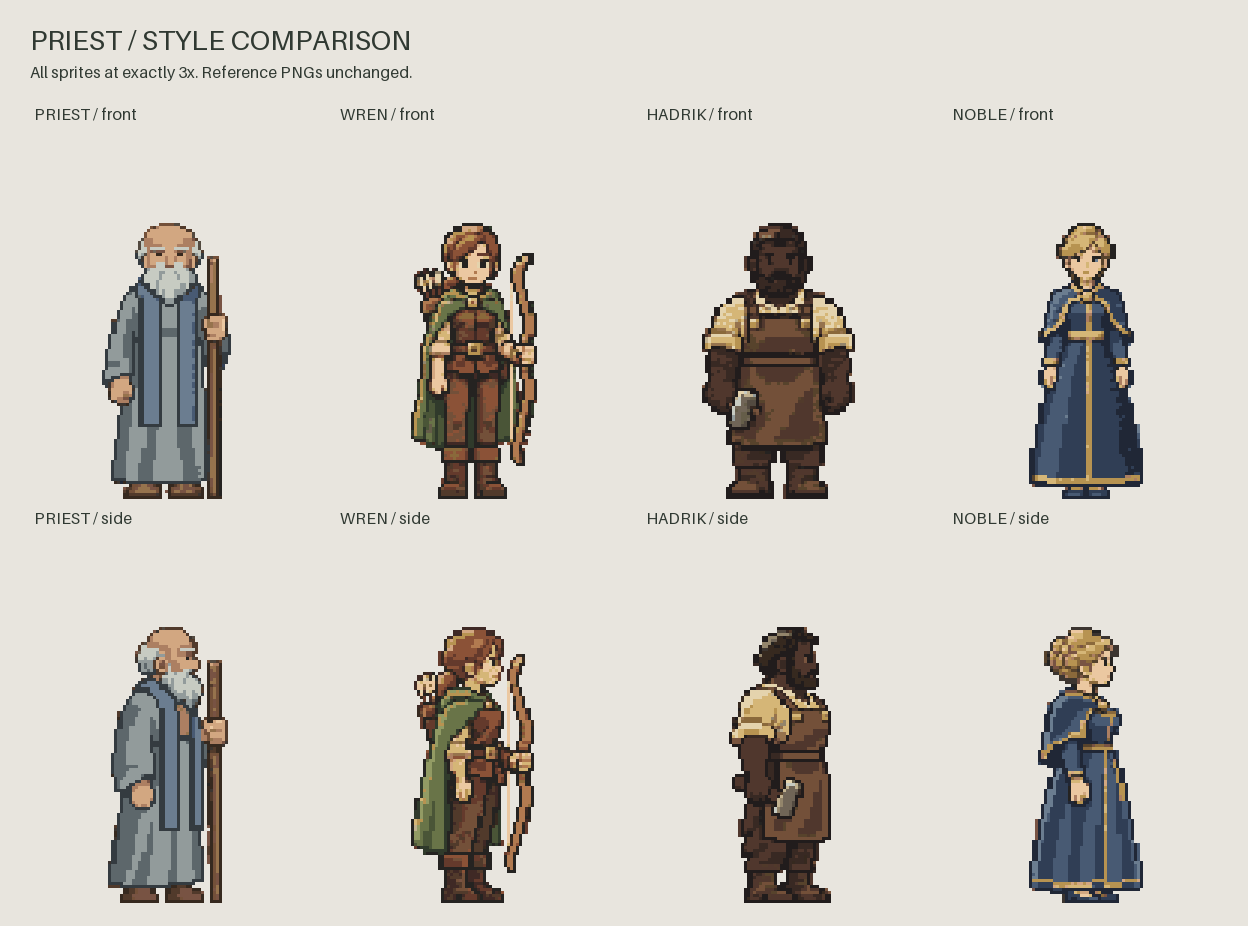 PRIEST / STYLE COMPARISON
All sprites at exactly 3x. Reference PNGs unchanged.
PRIEST / front
WREN / front
HADRIK / front
NOBLE / front
PRIEST / side
WREN / side
HADRIK / side
NOBLE / side